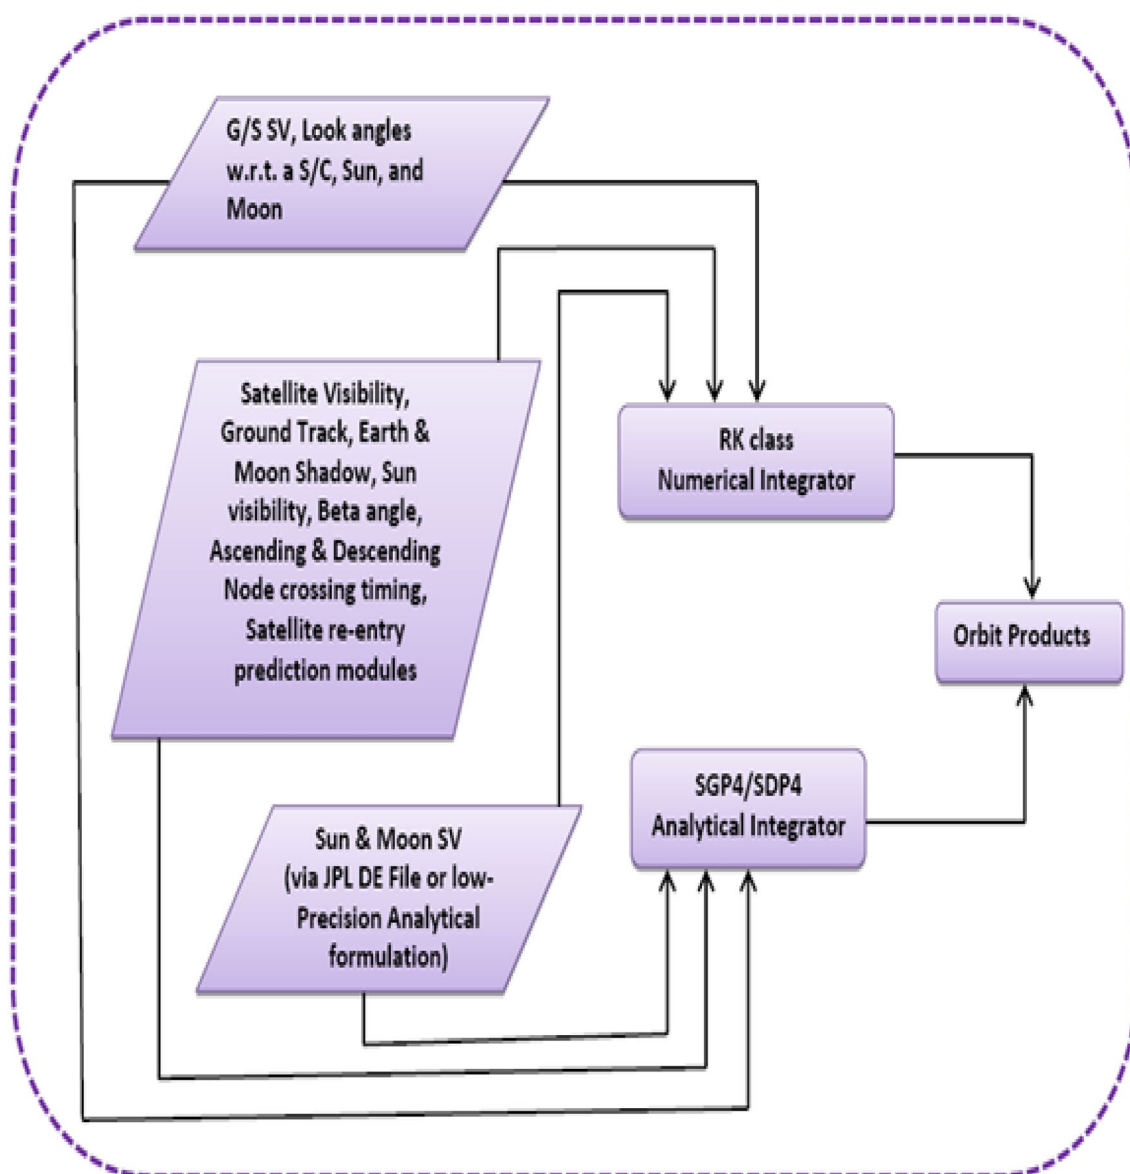 G/S SV, Look angles
w.r.t. a S/C, Sun, and
Moon
Satellite Visibility,
Ground Track, Earth &
Moon Shadow, Sun
visibility, Beta angle,
Ascending & Descending
Node crossing timing,
Satellite re-entry
prediction modules
RK class
Numerical Integrator
Orbit Products
SGP4/SDP4
Analytical Integrator
Sun & Moon SV
(via JPL DE File or low-
Precision Analytical
formulation)